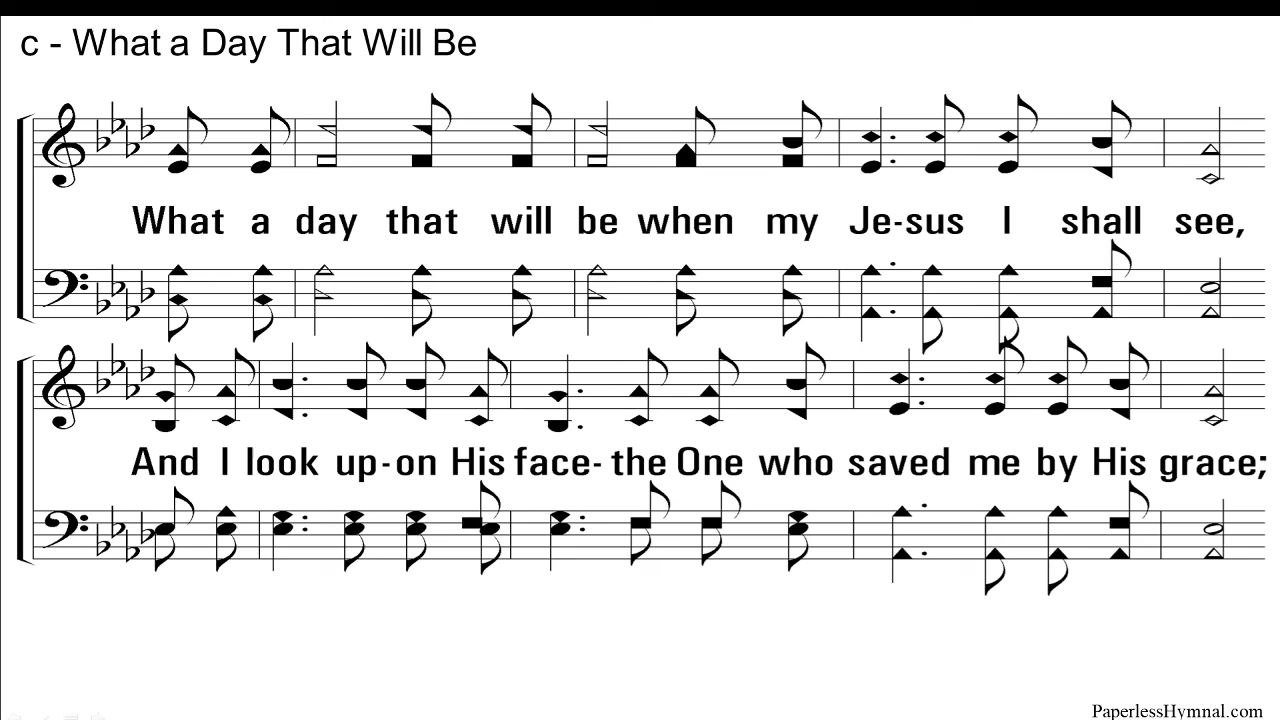 c - What a Day That Will Be
What a day that will be when my Je-sus I shall see,
And I look up-on His face- the One who saved me by His grace;
PaperlessHymnal.com